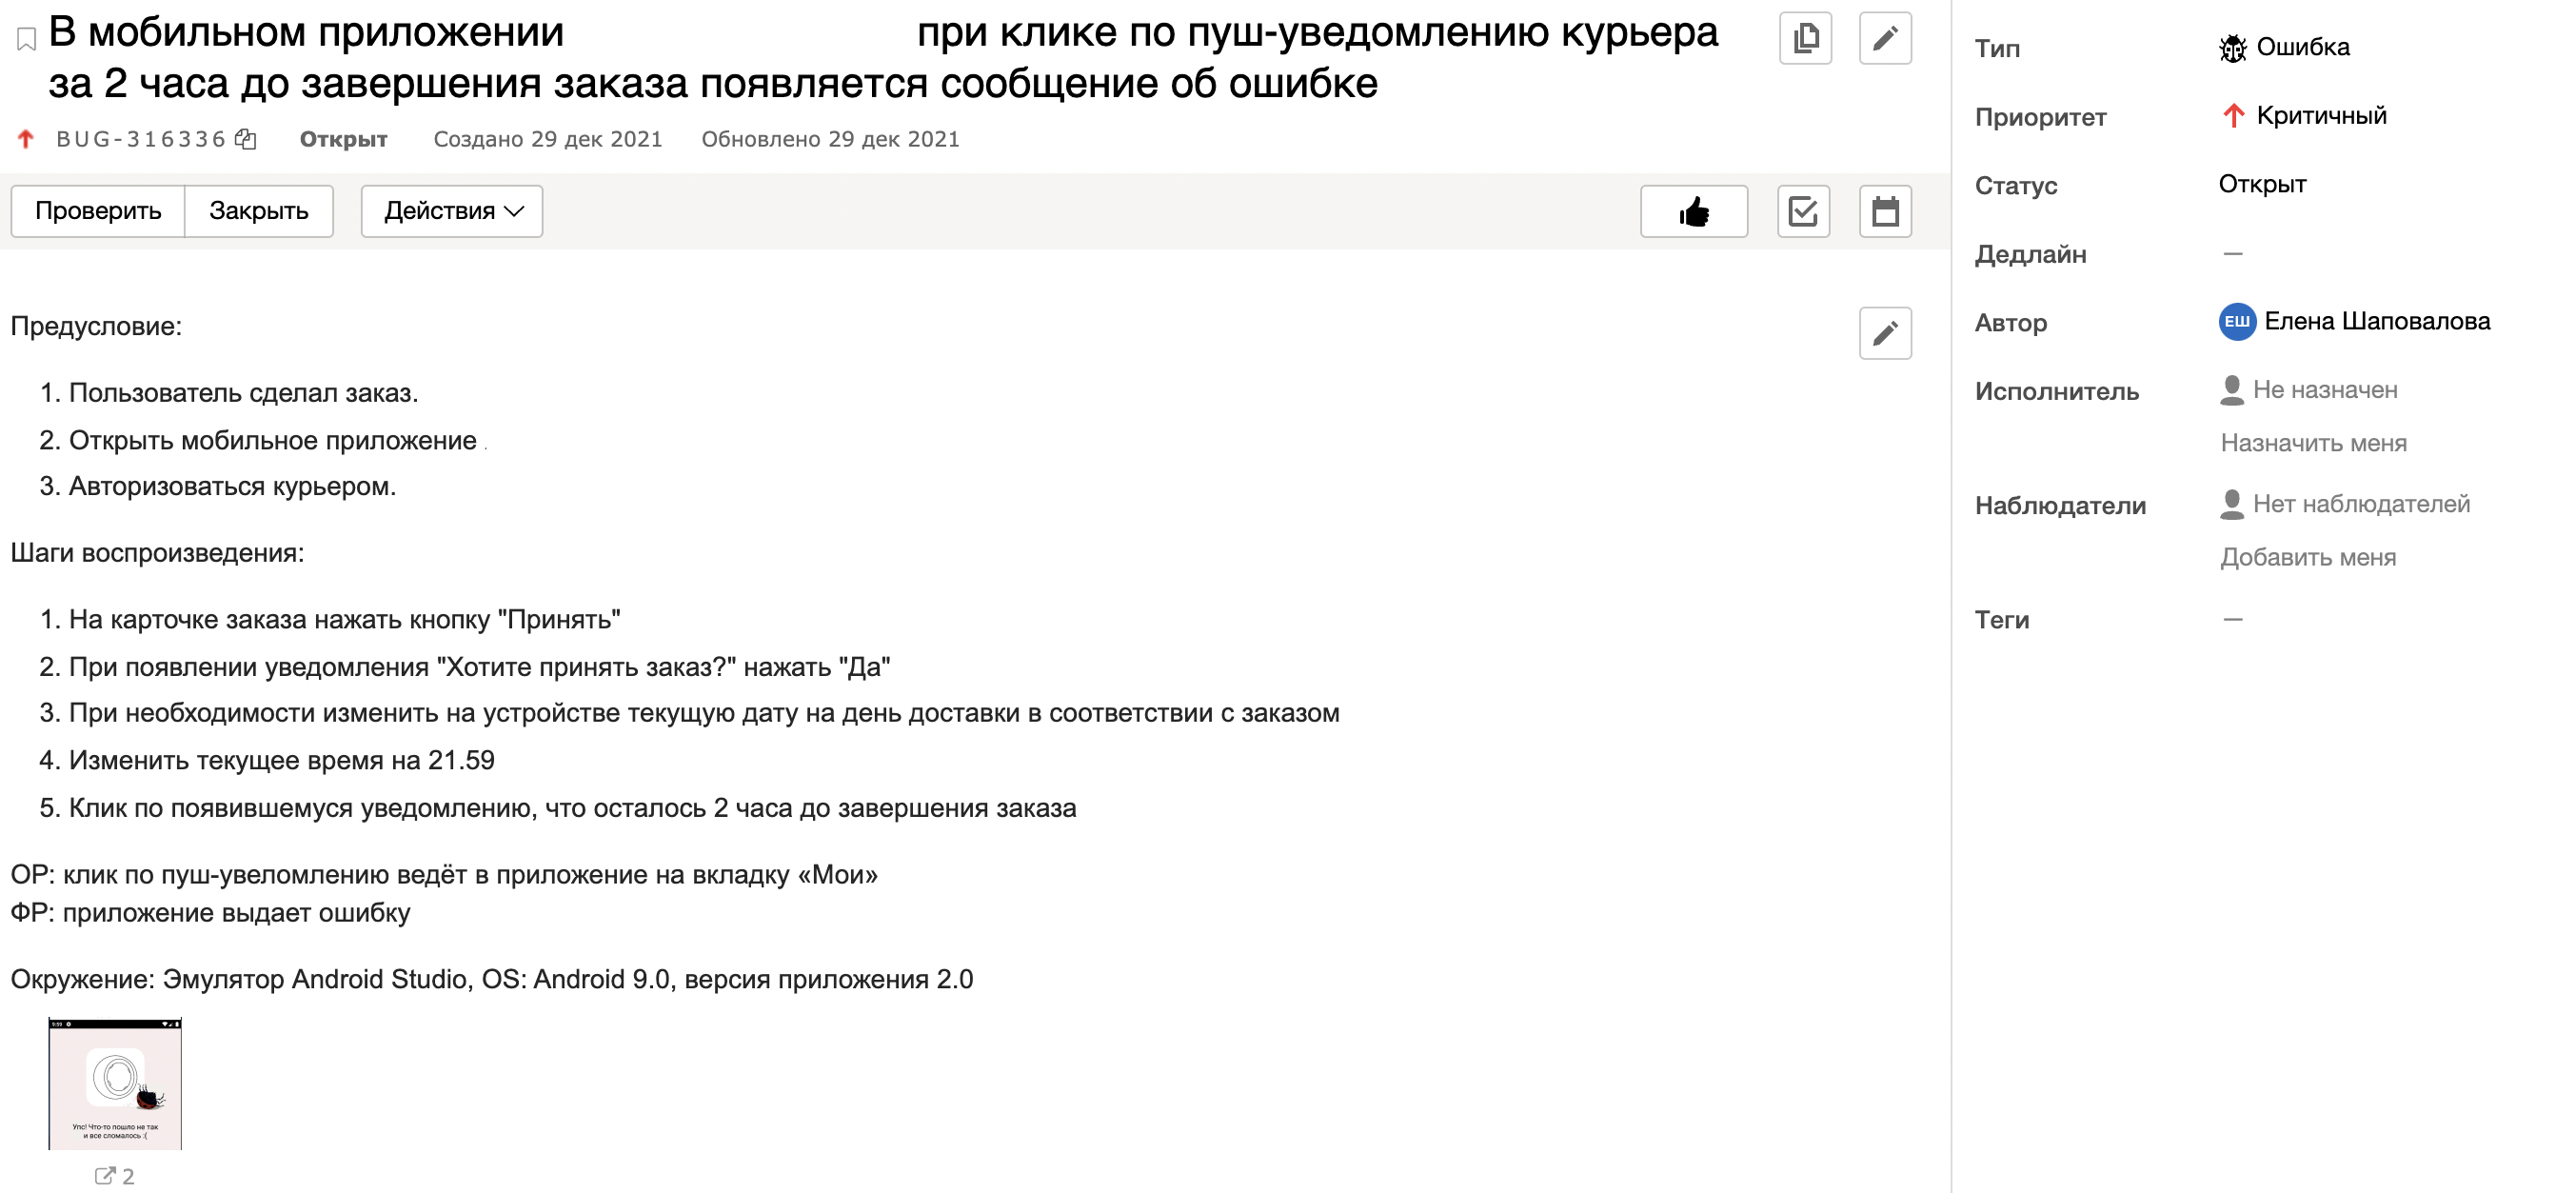 В мобильном приложении при клике по пуш-уведомлению курьера
за 2 часа до завершения заказа появляется сообщение об ошибке
BUG-316336 Открыт Создано 29 дек 2021 Обновлено 29 дек 2021
Проверить Закрыть Действия
Предусловие:
1. Пользователь сделал заказ.
2. Открыть мобильное приложение .
3. Авторизоваться курьером.
Шаги воспроизведения:
1. На карточке заказа нажать кнопку "Принять"
2. При появлении уведомления "Хотите принять заказ?" нажать "Да"
3. При необходимости изменить на устройстве текущую дату на день доставки в соответствии с заказом
4. Изменить текущее время на 21.59
5. Клик по появившемуся уведомлению, что осталось 2 часа до завершения заказа
ОР: клик по пуш-увеломлению ведёт в приложение на вкладку «Мои»
ФР: приложение выдает ошибку
Окружение: Эмулятор Android Studio, OS: Android 9.0, версия приложения 2.0
Упс! Что-то пошло не так
и все сломалось :(
2
Тип Ошибка
Приоритет Критичный
Статус Открыт
Дедлайн —
Автор ЕШ Елена Шаповалова
Исполнитель Не назначен
Назначить меня
Наблюдатели Нет наблюдателей
Добавить меня
Теги —